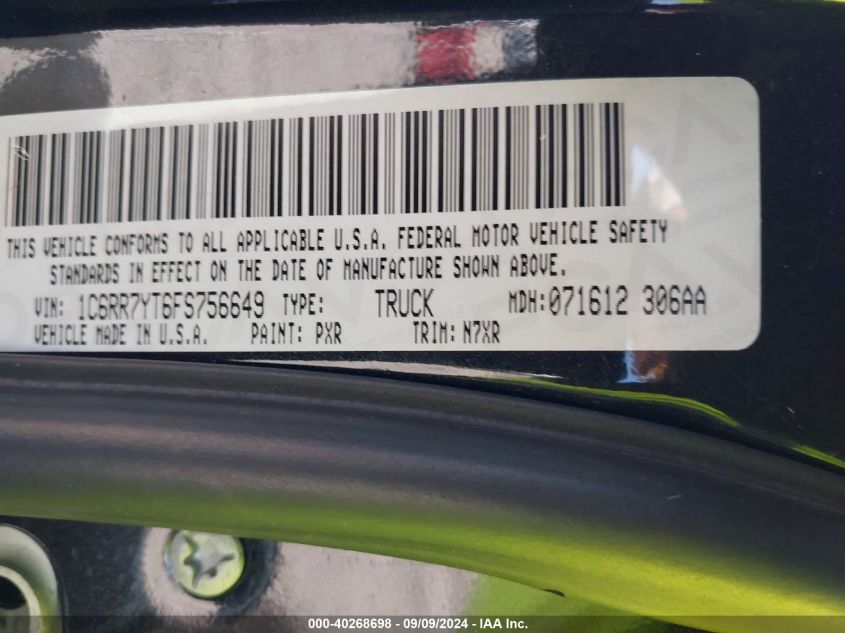 THIS VEHICLE CONFORMS TO ALL APPLICABLE U.S.A. FEDERAL MOTOR VEHICLE SAFETY
STANDARDS IN EFFECT ON THE DATE OF MANUFACTURE SHOWN ABOVE.
VIN: 1C6RR7YT6FS756649 TYPE: TRUCK MDH:071612 306AA
VEHICLE MADE IN U.S.A. PAINT: PXR TRIM: N7XR
000-40268698 - 09/09/2024 - IAA Inc.